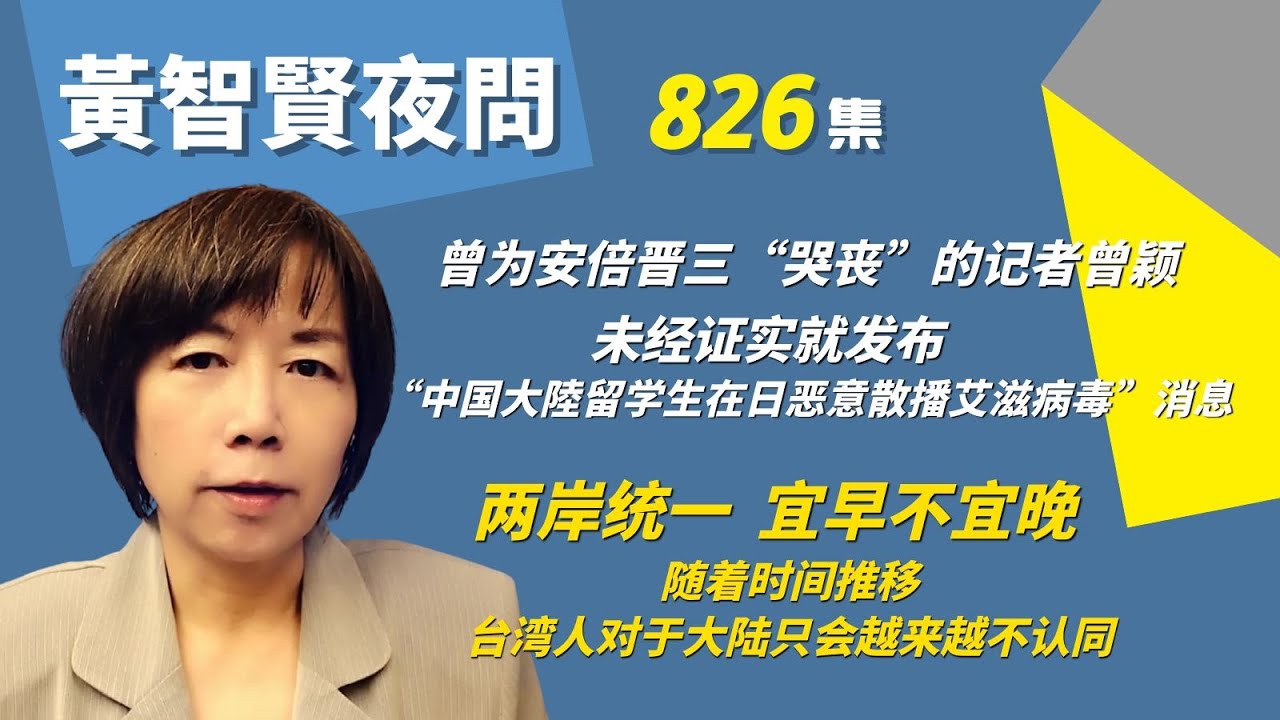 黃智賢夜問
826集
曾为安倍晋三“哭丧”的记者曾颖
未经证实就发布
“中国大陸留学生在日恶意散播艾滋病毒”消息
两岸统一 宜早不宜晚
随着时间推移
台湾人对于大陆只会越来越不认同